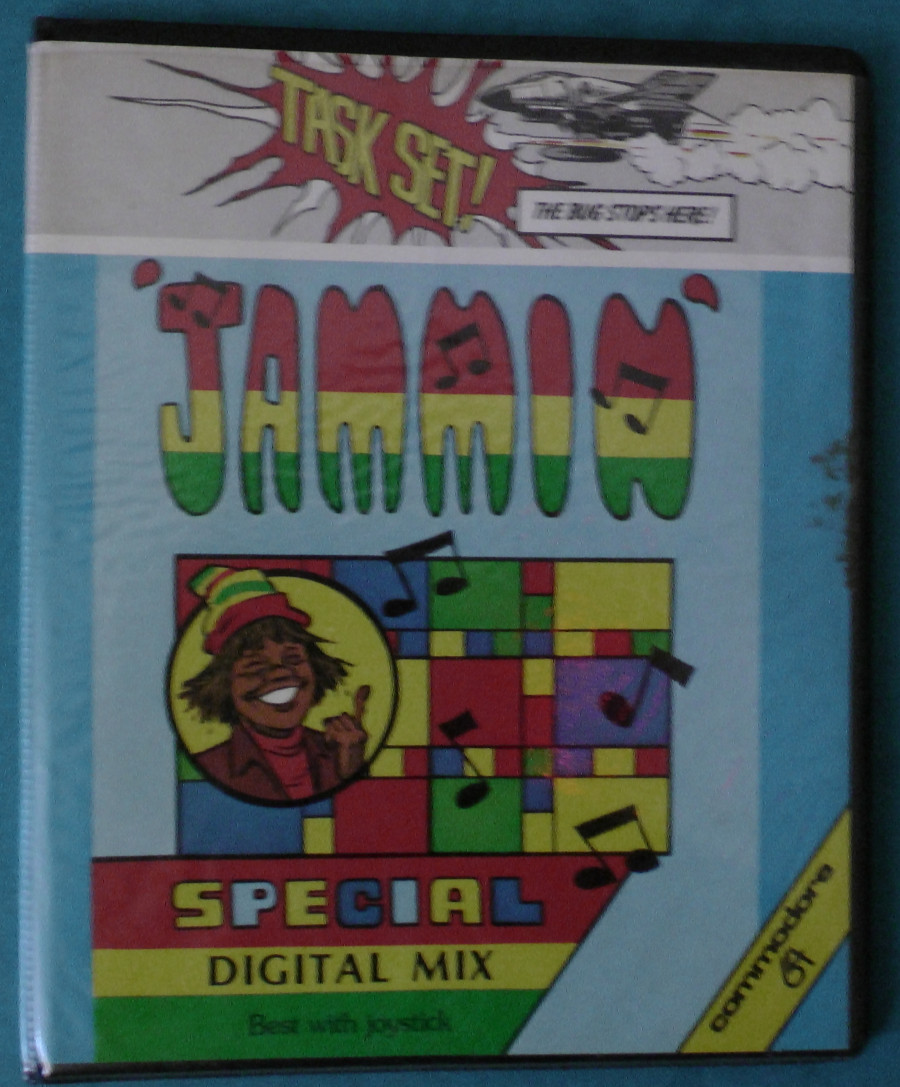 TASK SET!
THE BUG STOPS HERE!
'JAMMIN'
SPECIAL
DIGITAL MIX
Best with joystick
commodore
64